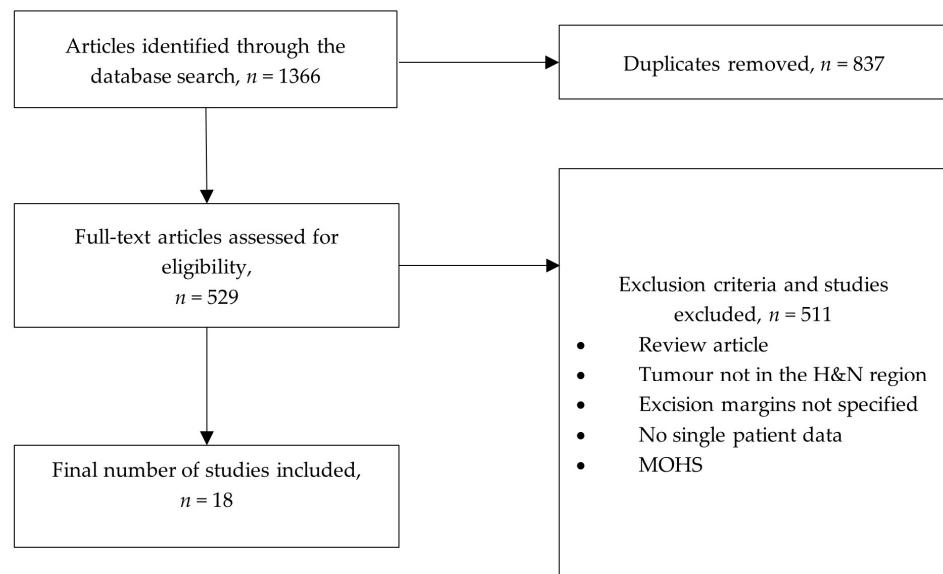 Articles identified through the
database search, n = 1366
Duplicates removed, n = 837
Full-text articles assessed for
eligibility,
n = 529
Exclusion criteria and studies
excluded, n = 511
• Review article
• Tumour not in the H&N region
• Excision margins not specified
• No single patient data
• MOHS
Final number of studies included,
n = 18